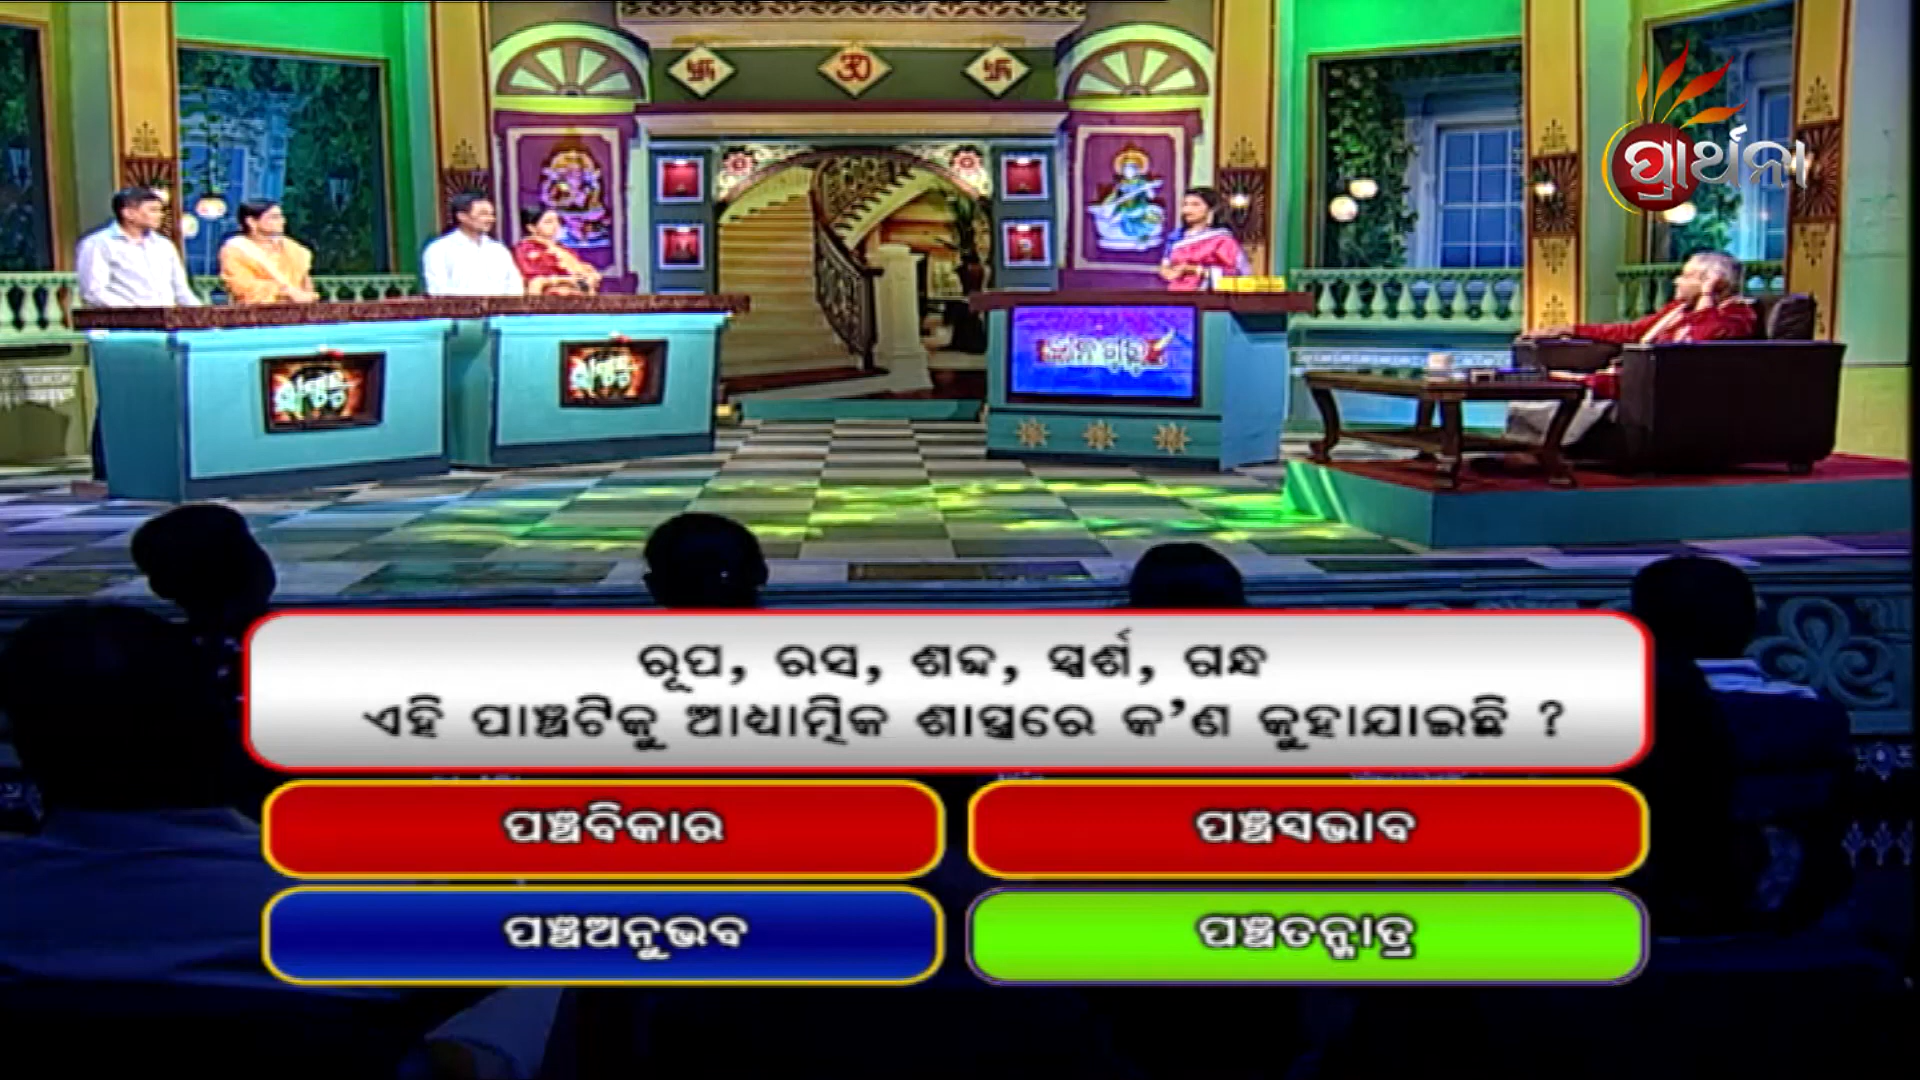 ପ୍ରାର୍ଥନା
ରୂପ, ରସ, ଶବ୍ଦ, ସ୍ପର୍ଶ, ଗନ୍ଧ
ଏହି ପାଞ୍ଚଟିକୁ ଆଧ୍ୟାତ୍ମିକ ଶାସ୍ତ୍ରରେ କ'ଣ କୁହାଯାଇଛି ?
ପଞ୍ଚବିକାର
ପଞ୍ଚସଭାବ
ପଞ୍ଚଅନୁଭବ
ପଞ୍ଚତନ୍ମାତ୍ର